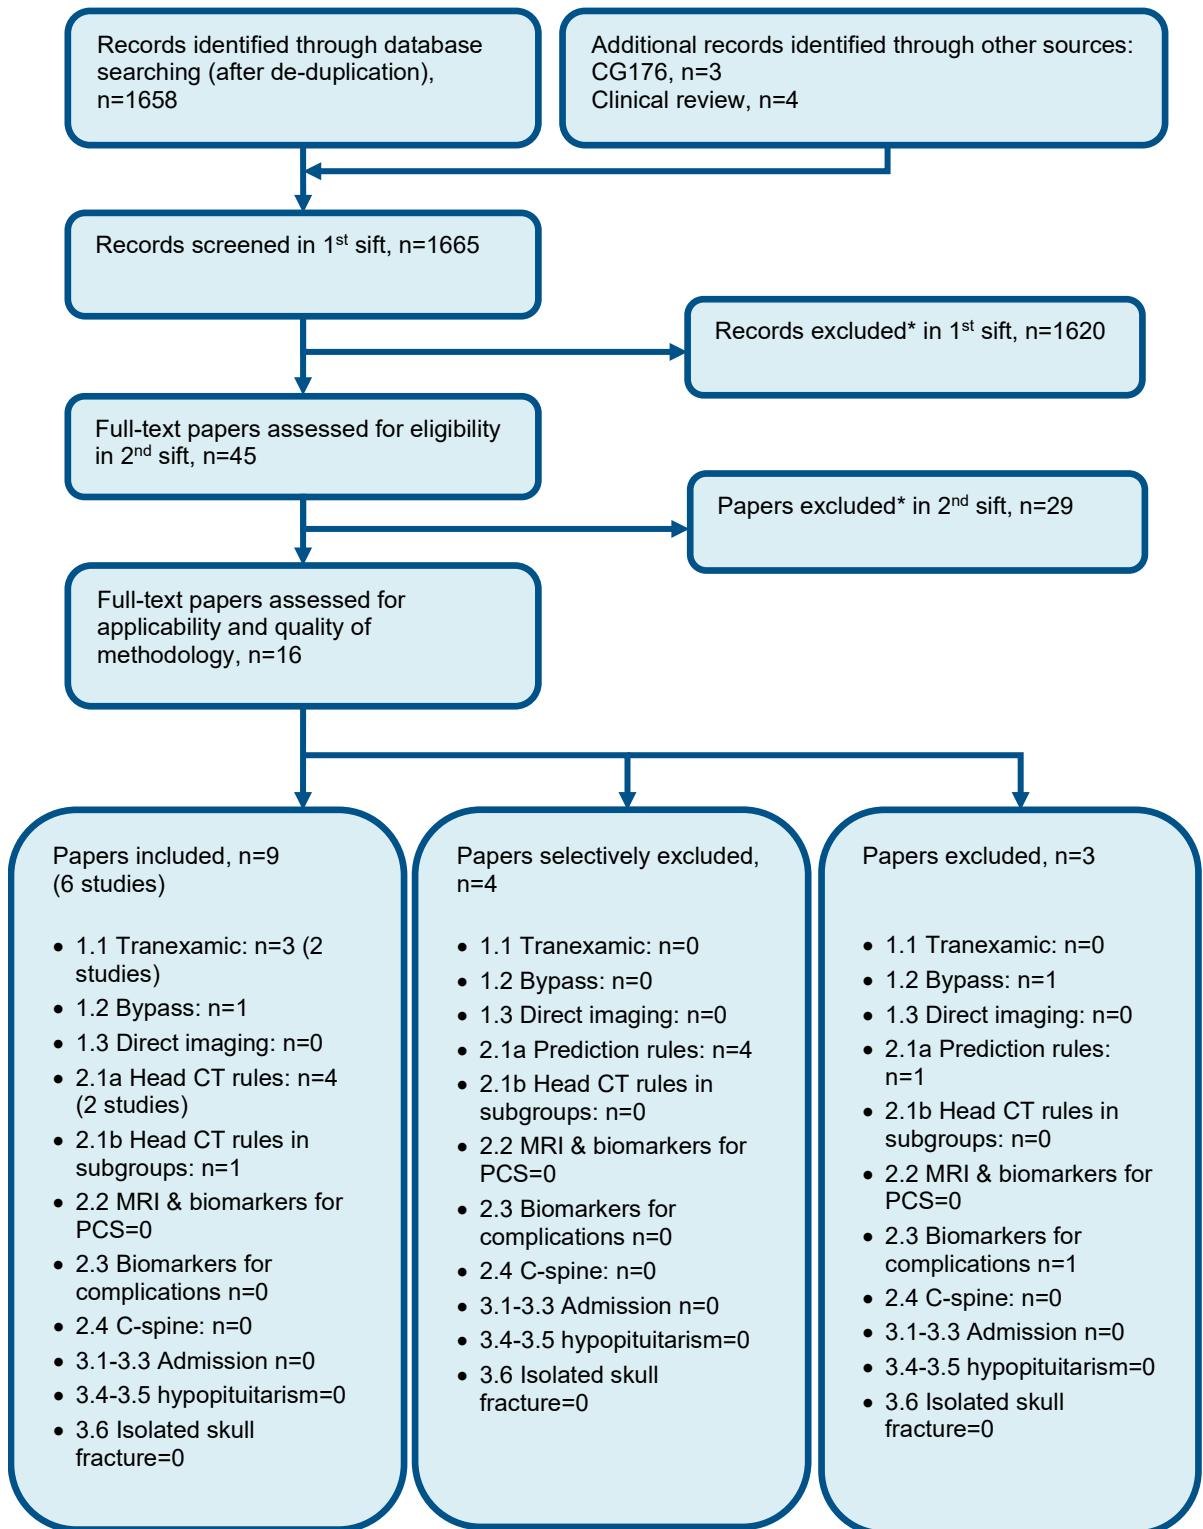 Records identified through database
searching (after de-duplication),
n=1658
Additional records identified through other sources:
CG176, n=3
Clinical review, n=4
Records screened in 1st sift, n=1665
Records excluded* in 1st sift, n=1620
Full-text papers assessed for eligibility
in 2nd sift, n=45
Papers excluded* in 2nd sift, n=29
Full-text papers assessed for
applicability and quality of
methodology, n=16
Papers included, n=9
(6 studies)
• 1.1 Tranexamic: n=3 (2
studies)
• 1.2 Bypass: n=1
• 1.3 Direct imaging: n=0
• 2.1a Head CT rules: n=4
(2 studies)
• 2.1b Head CT rules in
subgroups: n=1
• 2.2 MRI & biomarkers for
PCS=0
• 2.3 Biomarkers for
complications n=0
• 2.4 C-spine: n=0
• 3.1-3.3 Admission n=0
• 3.4-3.5 hypopituitarism=0
• 3.6 Isolated skull
fracture=0
Papers selectively excluded,
n=4
• 1.1 Tranexamic: n=0
• 1.2 Bypass: n=0
• 1.3 Direct imaging: n=0
• 2.1a Prediction rules: n=4
• 2.1b Head CT rules in
subgroups: n=0
• 2.2 MRI & biomarkers for
PCS=0
• 2.3 Biomarkers for
complications n=0
• 2.4 C-spine: n=0
• 3.1-3.3 Admission n=0
• 3.4-3.5 hypopituitarism=0
• 3.6 Isolated skull
fracture=0
Papers excluded, n=3
• 1.1 Tranexamic: n=0
• 1.2 Bypass: n=1
• 1.3 Direct imaging: n=0
• 2.1a Prediction rules:
n=1
• 2.1b Head CT rules in
subgroups: n=0
• 2.2 MRI & biomarkers for
PCS=0
• 2.3 Biomarkers for
complications n=1
• 2.4 C-spine: n=0
• 3.1-3.3 Admission n=0
• 3.4-3.5 hypopituitarism=0
• 3.6 Isolated skull
fracture=0